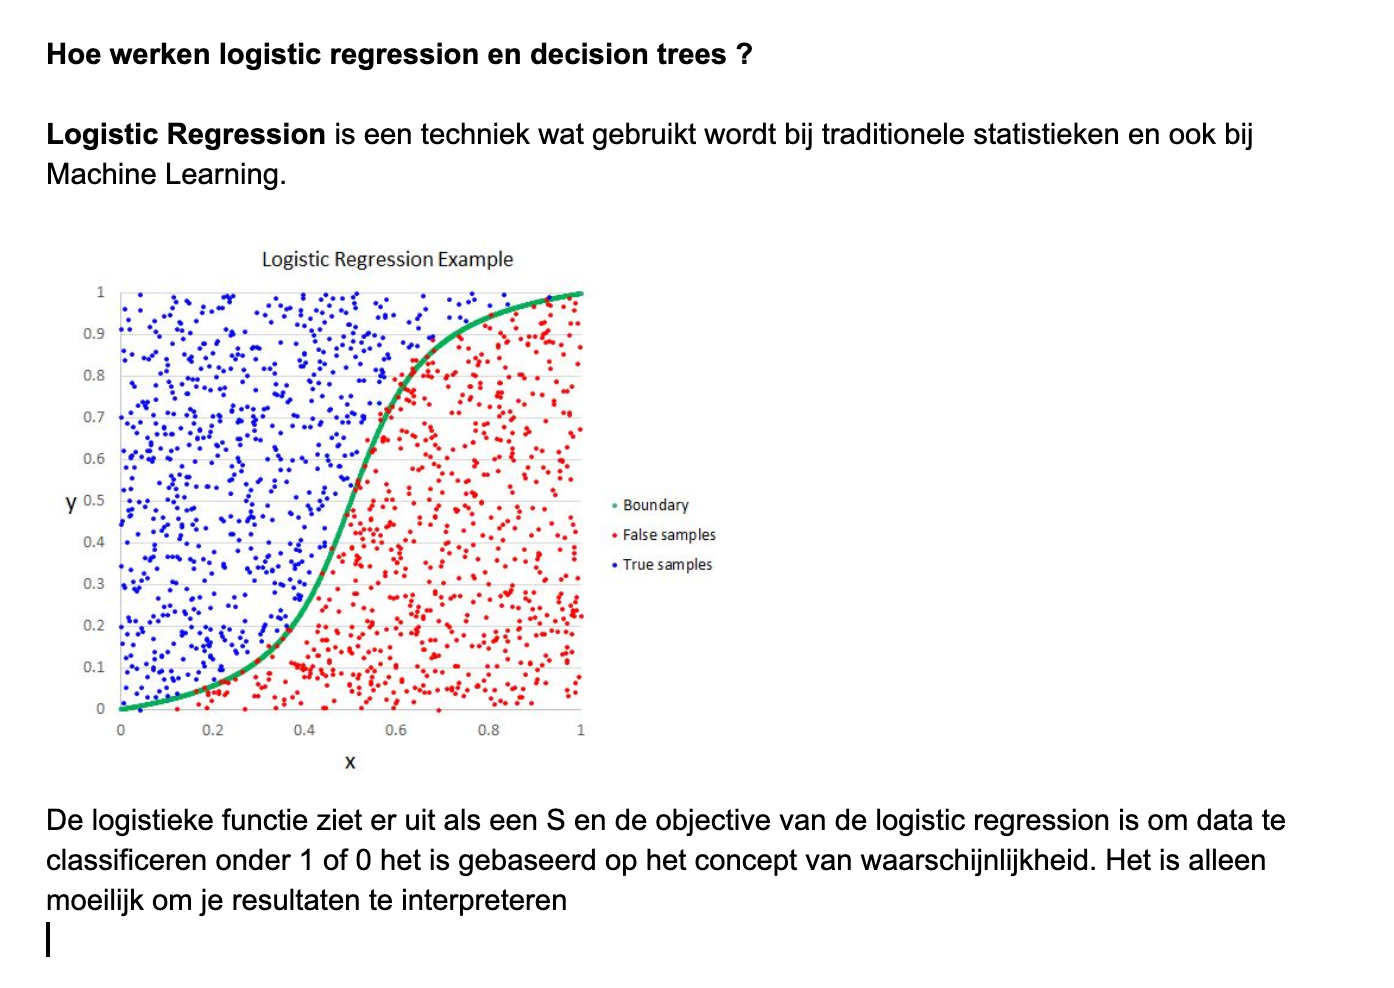 Hoe werken logistic regression en decision trees ?
Logistic Regression is een techniek wat gebruikt wordt bij traditionele statistieken en ook bij
Machine Learning.
Logistic Regression Example
1
0.9
0.8
0.7
0.6
y 0.5
0.4
0.3
0.2
0.1
0
0 0.2 0.4 0.6 0.8 1
x
Boundary
False samples
True samples
De logistieke functie ziet er uit als een S en de objective van de logistic regression is om data te
classificeren onder 1 of 0 het is gebaseerd op het concept van waarschijnlijkheid. Het is alleen
moeilijk om je resultaten te interpreteren